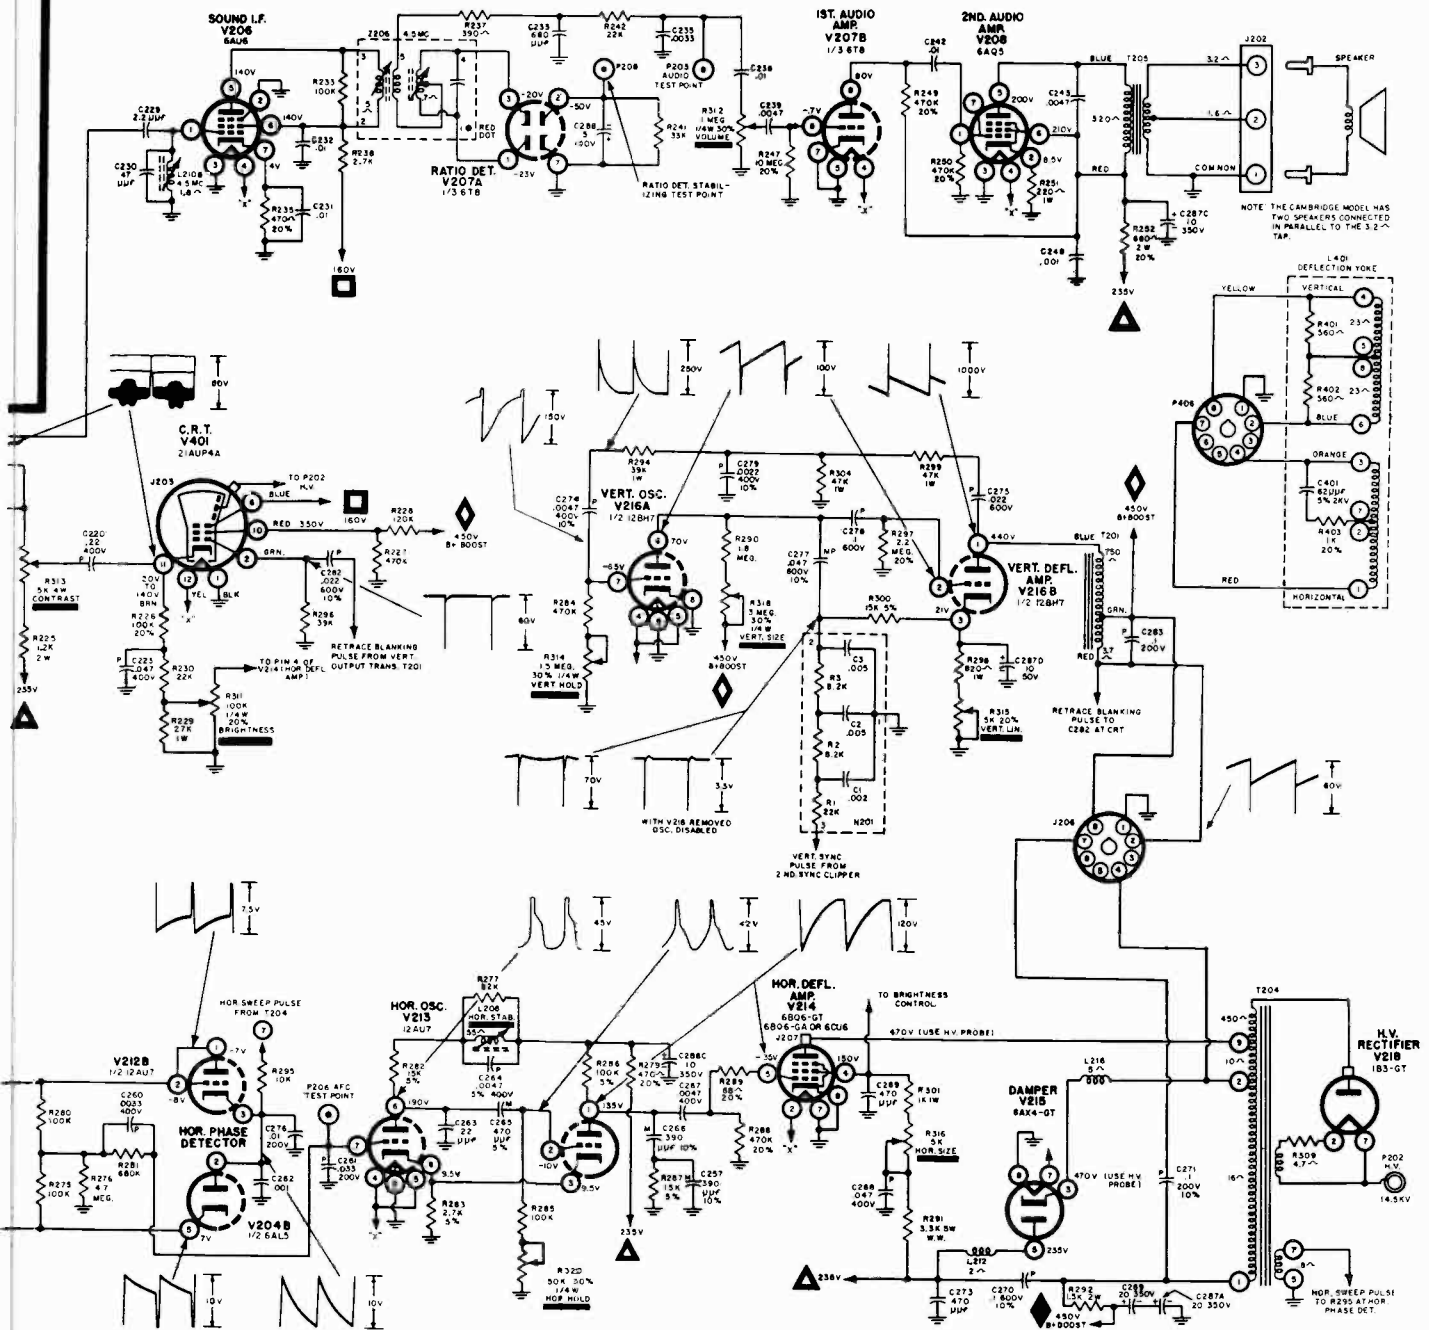 SOUND I.F.
V206
6AU6
C229
2.2 μμF
C230
47
μμF
L210B
4.5 MC
1.8 ∼
140V
140V
4V
"X"
R235
470∼
20%
C231
.01
C232
.01
R233
100K
R238
2.7K
160V
Z206 4.5 MC
RED
DOT
R237
390∼
C233
680
μμF
R242
22K
C235
.0033
P208
P203
AUDIO
TEST POINT
-20V
-23V
-50V
C288
5
100V
R241
33K
RATIO DET.
V207A
1/3 6T8
RATIO DET. STABIL-
IZING TEST POINT
C238
.01
R312
1 MEG
1/4W 30%
VOLUME
C239
.0047
R247
10 MEG
20%
1ST. AUDIO
AMP.
V207B
1/3 6T8
80V
-.7V
"X"
R249
470K
20%
C242
.01
R250
470K
20%
2ND. AUDIO
AMP.
V208
6AQ5
200V
210V
8.5V
"X"
R251
220∼
1W
C243
.0047
C248
.001
BLUE
T205
320∼
RED
R252
680∼
2W
20%
C287C
10
350V
235V
J202
3.2∼
1.6∼
COMMON
SPEAKER
NOTE: THE CAMBRIDGE MODEL HAS
TWO SPEAKERS CONNECTED
IN PARALLEL TO THE 3.2∼
TAP.
L401
DEFLECTION YOKE
VERTICAL
YELLOW
R401
560∼
23∼
R402
560∼
23∼
BLUE
P406
ORANGE
C401
82μμF
5% 2KV
R403
1K
20%
RED
HORIZONTAL
80V
C.R.T.
V401
21AUP4A
J203
TO P202
H.V.
BLUE
160V
RED 350V
R228
120K
450V
B+ BOOST
R227
470K
GRN.
C282
.022
600V
10%
R296
39K
RETRACE BLANKING
PULSE FROM VERT.
OUTPUT TRANS. T201
60V
C220
.22
400V
R313
5K 4W
CONTRAST
R225
1.2K
2W
235V
TO
140V
BRN
YEL
BLK
"X"
R226
100K
20%
C223
.047
400V
R230
22K
R229
27K
1W
TO PIN 4 OF
V214 (HOR DEFL
AMP.)
R311
100K
1/4W
20%
BRIGHTNESS
150V
250V
100V
1000V
R294
39K
1W
C274
.0047
400V
10%
VERT. OSC.
V216A
1/2 12BH7
-65V
70V
C279
.0022
400V
10%
R304
47K
1W
R299
47K
1W
C275
.022
600V
R284
470K
R314
1.5 MEG.
30% 1/4W
VERT HOLD
R290
1.8
MEG.
R318
3 MEG.
30%
1/4W
VERT. SIZE
450V
B+BOOST
C277
.047
600V
10%
C278
.1
600V
R297
2.2
MEG.
20%
R300
15K 5%
440V
21V
VERT. DEFL.
AMP.
V216B
1/2 12BH7
R298
820∼
1W
C287D
10
50V
R315
5K 20%
VERT. LIN.
450V
B+BOOST
BLUE T201
750
GRN.
RED
3.7
C283
.1
200V
RETRACE BLANKING
PULSE TO
C282 AT CRT
R3
8.2K
C3
.005
C2
.005
R2
8.2K
C1
.002
R1
22K
N201
VERT. SYNC
PULSE FROM
2 ND. SYNC CLIPPER
70V
3.5V
WITH V216 REMOVED
OSC. DISABLED
J206
60V
7.5V
V212B
1/2 12AU7
HOR. SWEEP PULSE
FROM T204
-7V
-8V
R295
10K
C276
.01
200V
C262
.001
HOR. PHASE
DETECTOR
V204B
1/2 6AL5
7V
R280
100K
R275
100K
C260
.0033
400V
R276
4.7
MEG.
R281
680K
10V
10V
P206 AFC
TEST POINT
C261
.033
200V
HOR. OSC.
V213
12 AU7
R277
82K
L208
HOR. STAB.
55∼
C264
.0047
5% 400V
R282
15K
5%
190V
C263
22
μμF
C265
470
μμF
5%
9.5V
R283
2.7K
5%
"X"
R285
100K
R320
50K 30%
1/4W
HOR HOLD
45V
42V
120V
R286
100K
5%
R279
470∼
20%
135V
-10V
9.5V
235V
C286C
10
350V
C266
390
μμF 10%
R287
15K
5%
C257
390
μμF
10%
C267
.0047
400V
R289
68∼
20%
R288
470K
20%
HOR. DEFL.
AMP.
V214
6BQ6-GT
6BQ6-GA OR 6CU6
J207
-35V
150V
"X"
TO BRIGHTNESS
CONTROL
470V (USE H.V. PROBE)
C289
470
μμF
R301
1K 1W
R316
5K
HOR. SIZE
C268
.047
400V
R291
3.3K 5W
W.W.
235V
C273
470
μμF
L212
2∼
C270
.1 600V
10%
L216
5∼
DAMPER
V215
6AX4-GT
470V (USE H.V.
PROBE)
235V
450V
B+BOOST
R292
1.5K 2W
C269
20 350V
C287A
20 350V
C271
.1
200V
10%
T204
450∼
10∼
16∼
H.V.
RECTIFIER
V218
1B3-GT
R309
4.7∼
P202
H.V.
14.5KV
HOR. SWEEP PULSE
TO R295 AT HOR.
PHASE DET.